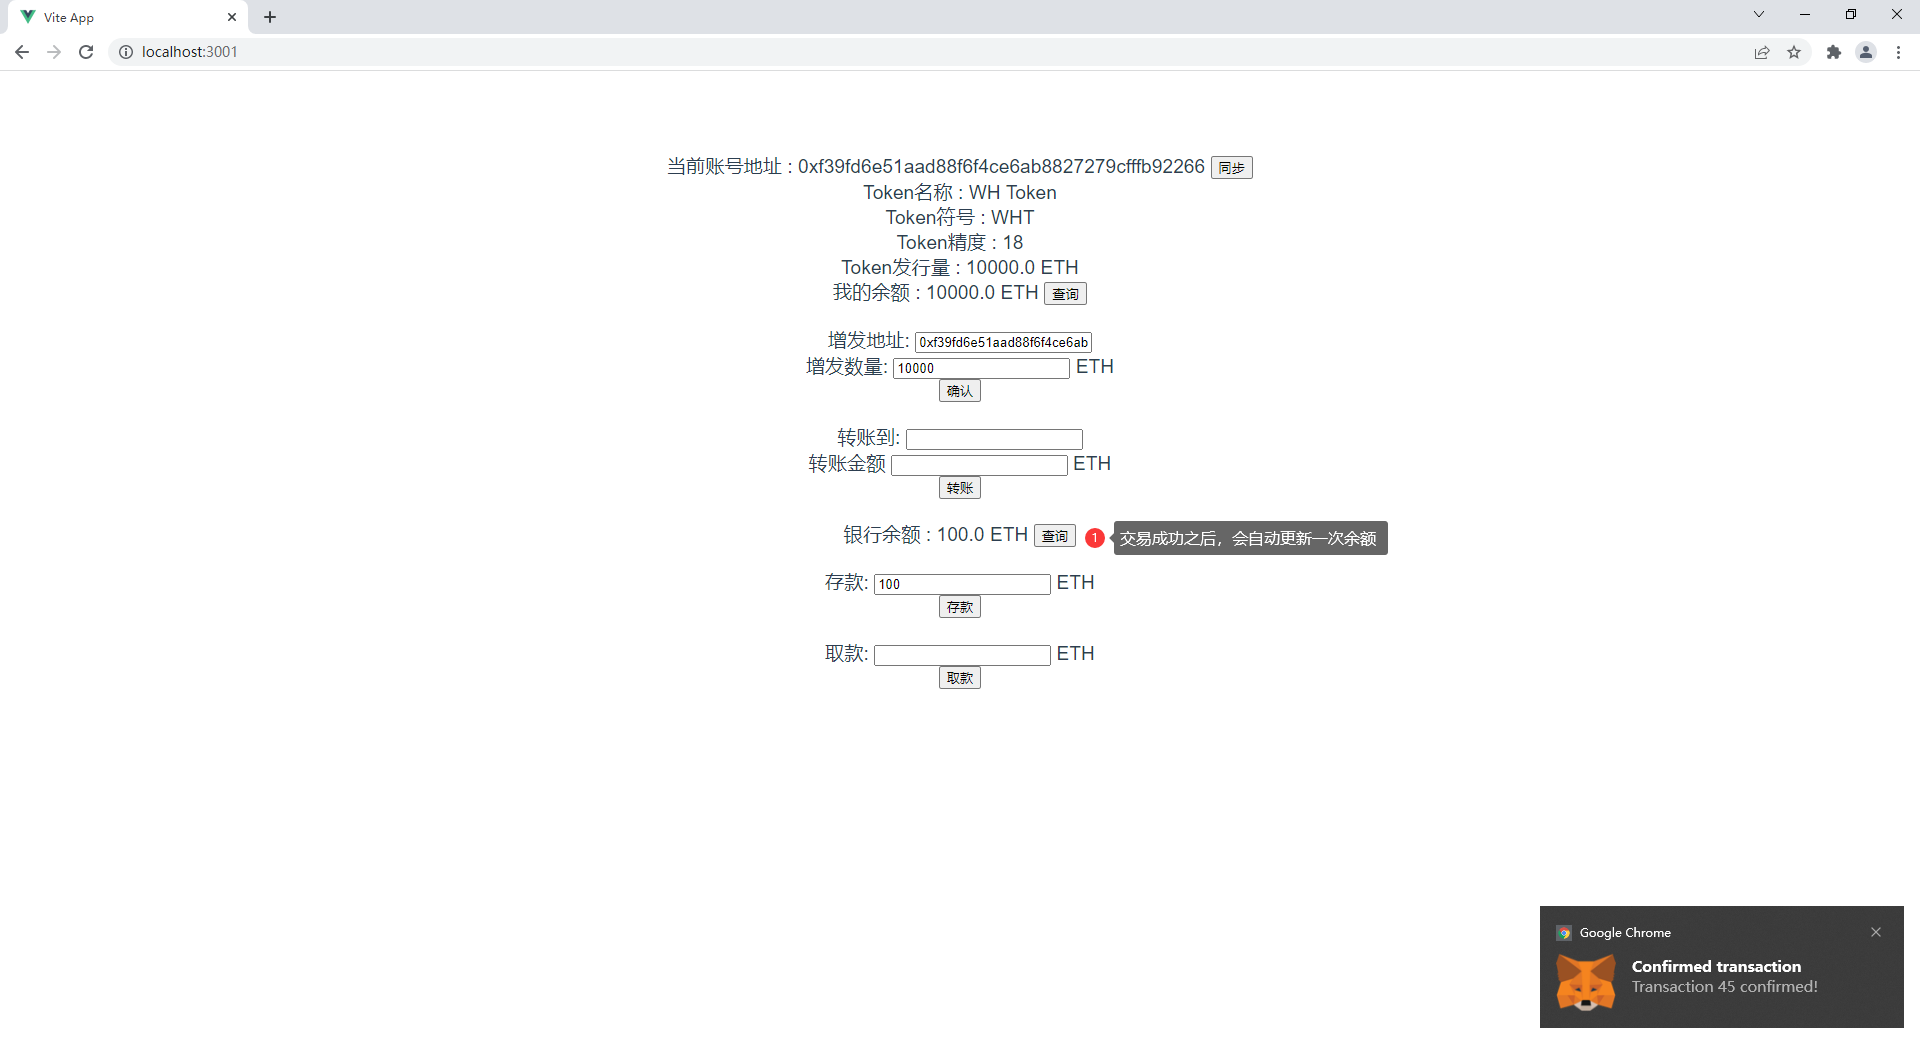 Vite App
localhost:3001
当前账号地址 : 0xf39fd6e51aad88f6f4ce6ab8827279cfffb92266 同步
Token名称 : WH Token
Token符号 : WHT
Token精度 : 18
Token发行量 : 10000.0 ETH
我的余额 : 10000.0 ETH 查询
增发地址: 0xf39fd6e51aad88f6f4ce6ab
增发数量: 10000 ETH
确认
转账到:
转账金额 ETH
转账
银行余额 : 100.0 ETH 查询 1 交易成功之后，会自动更新一次余额
存款: 100 ETH
存款
取款: ETH
取款
Google Chrome
Confirmed transaction
Transaction 45 confirmed!